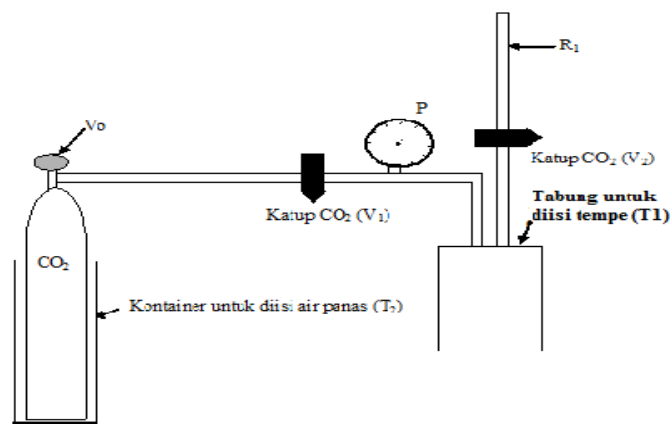 R₁
P
Vo
Katup CO₂ (V₂)
Katup CO₂ (V₁)
Tabung untuk
diisi tempe (T1)
CO₂
Kontainer untuk diisi air panas (T₂)